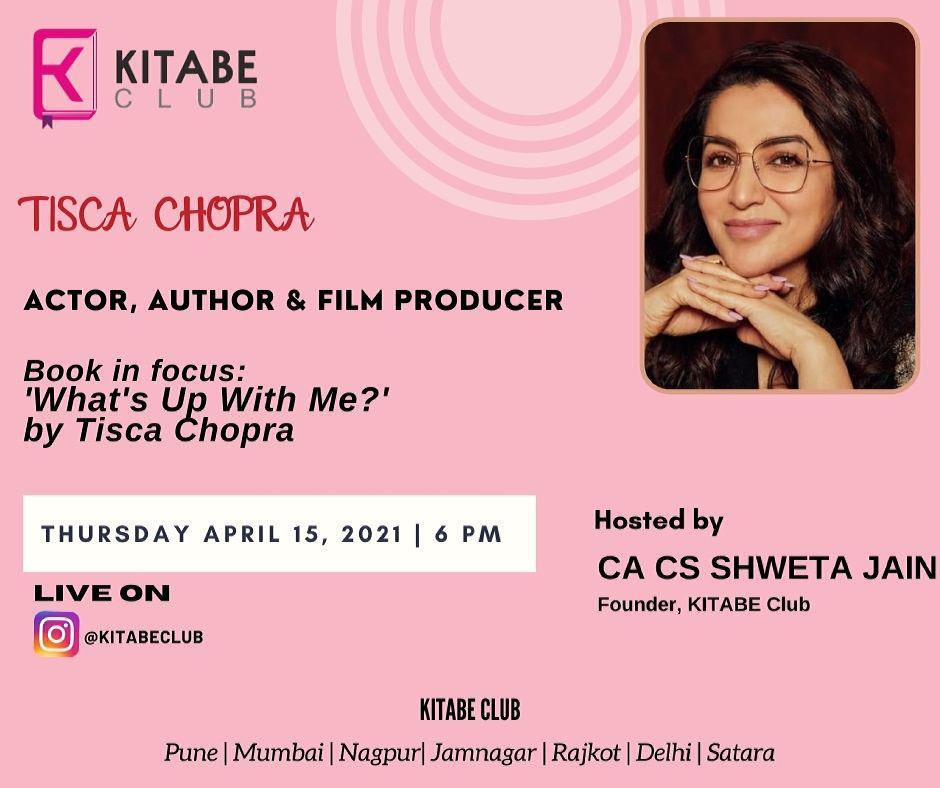 KITABE
CLUB
TISCA CHOPRA
ACTOR, AUTHOR & FILM PRODUCER
Book in focus:
'What's Up With Me?'
by Tisca Chopra
THURSDAY APRIL 15, 2021 | 6 PM
LIVE ON
@KITABECLUB
Hosted by
CA CS SHWETA JAIN
Founder, KITABE Club
KITABE CLUB
Pune | Mumbai | Nagpur| Jamnagar | Rajkot | Delhi | Satara